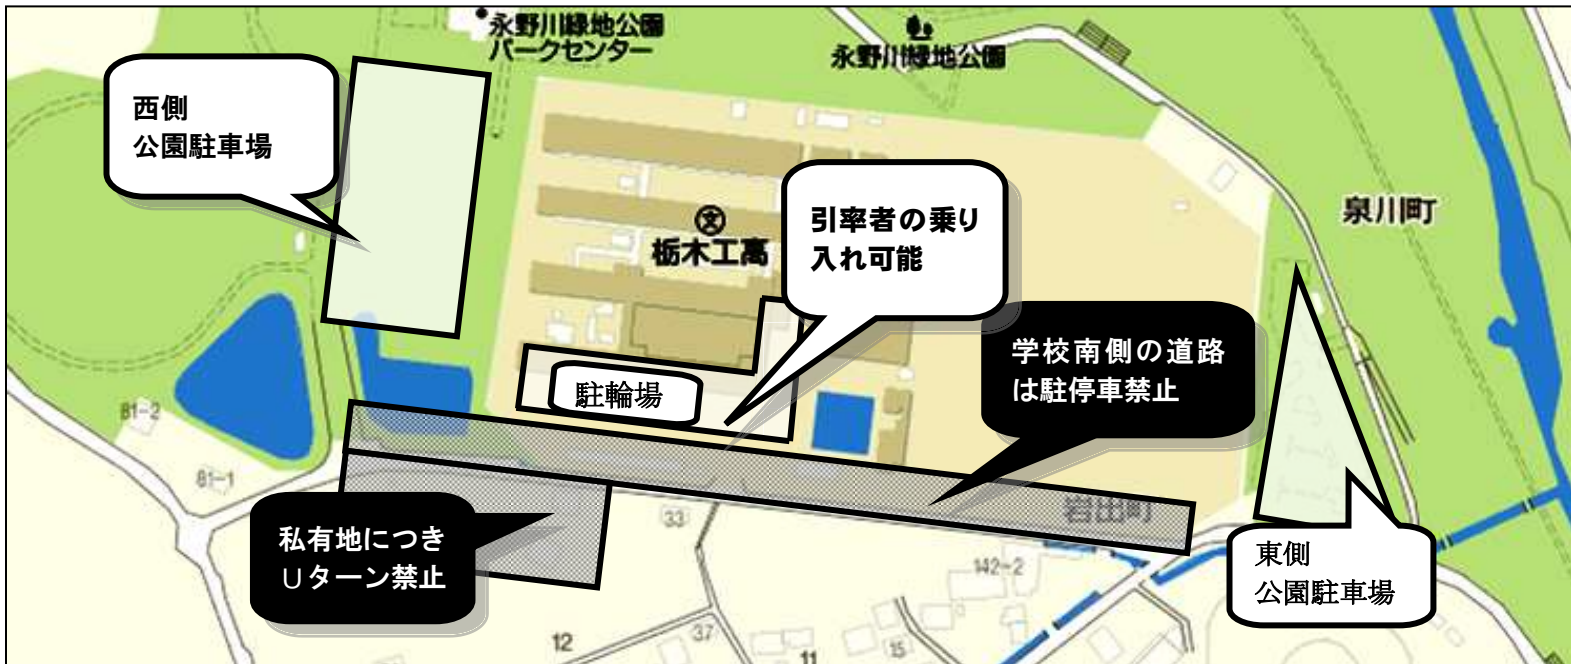 永野川緑地公園
パークセンター
永野川緑地公園
西側
公園駐車場
泉川町
引率者の乗り
入れ可能
文
栃木工高
学校南側の道路
は駐停車禁止
駐輪場
81-2
81-1
岩出町
33
私有地につき
Uターン禁止
東側
公園駐車場
142-2
12
37
11
15